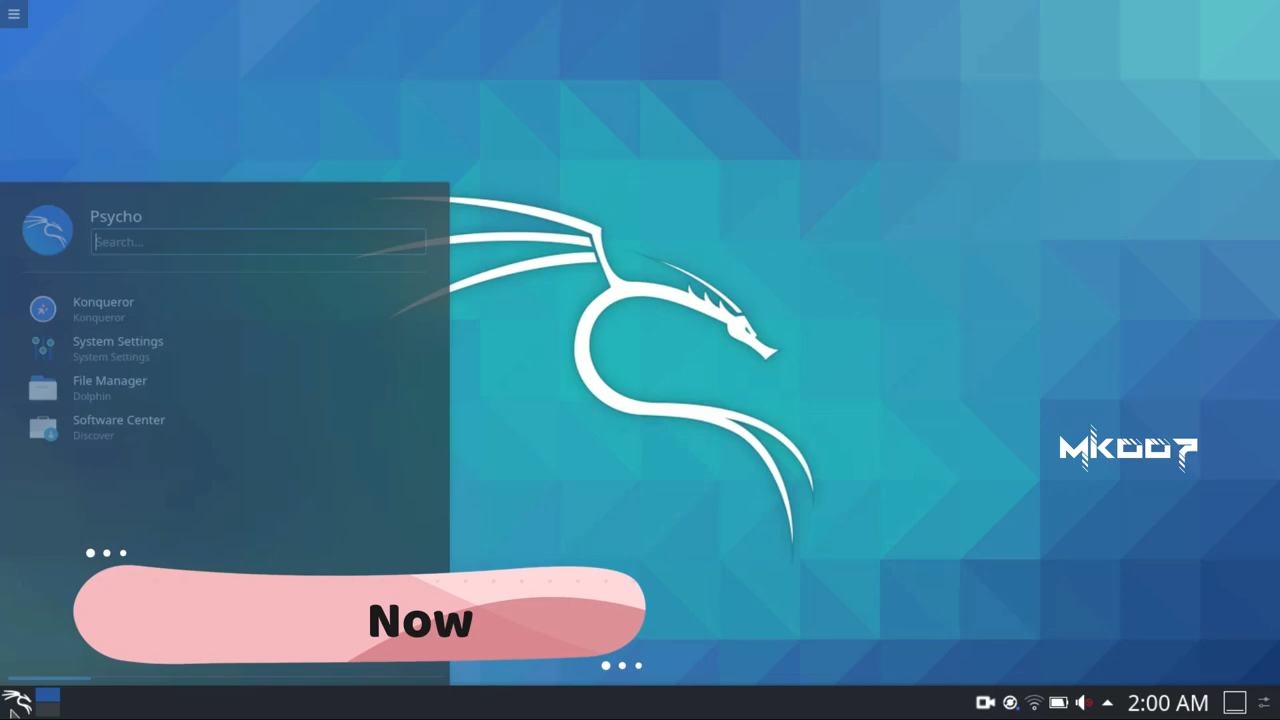 Psycho
Search...
Konqueror
Konqueror
System Settings
System Settings
File Manager
Dolphin
Software Center
Discover
MK007
Now
2:00 AM